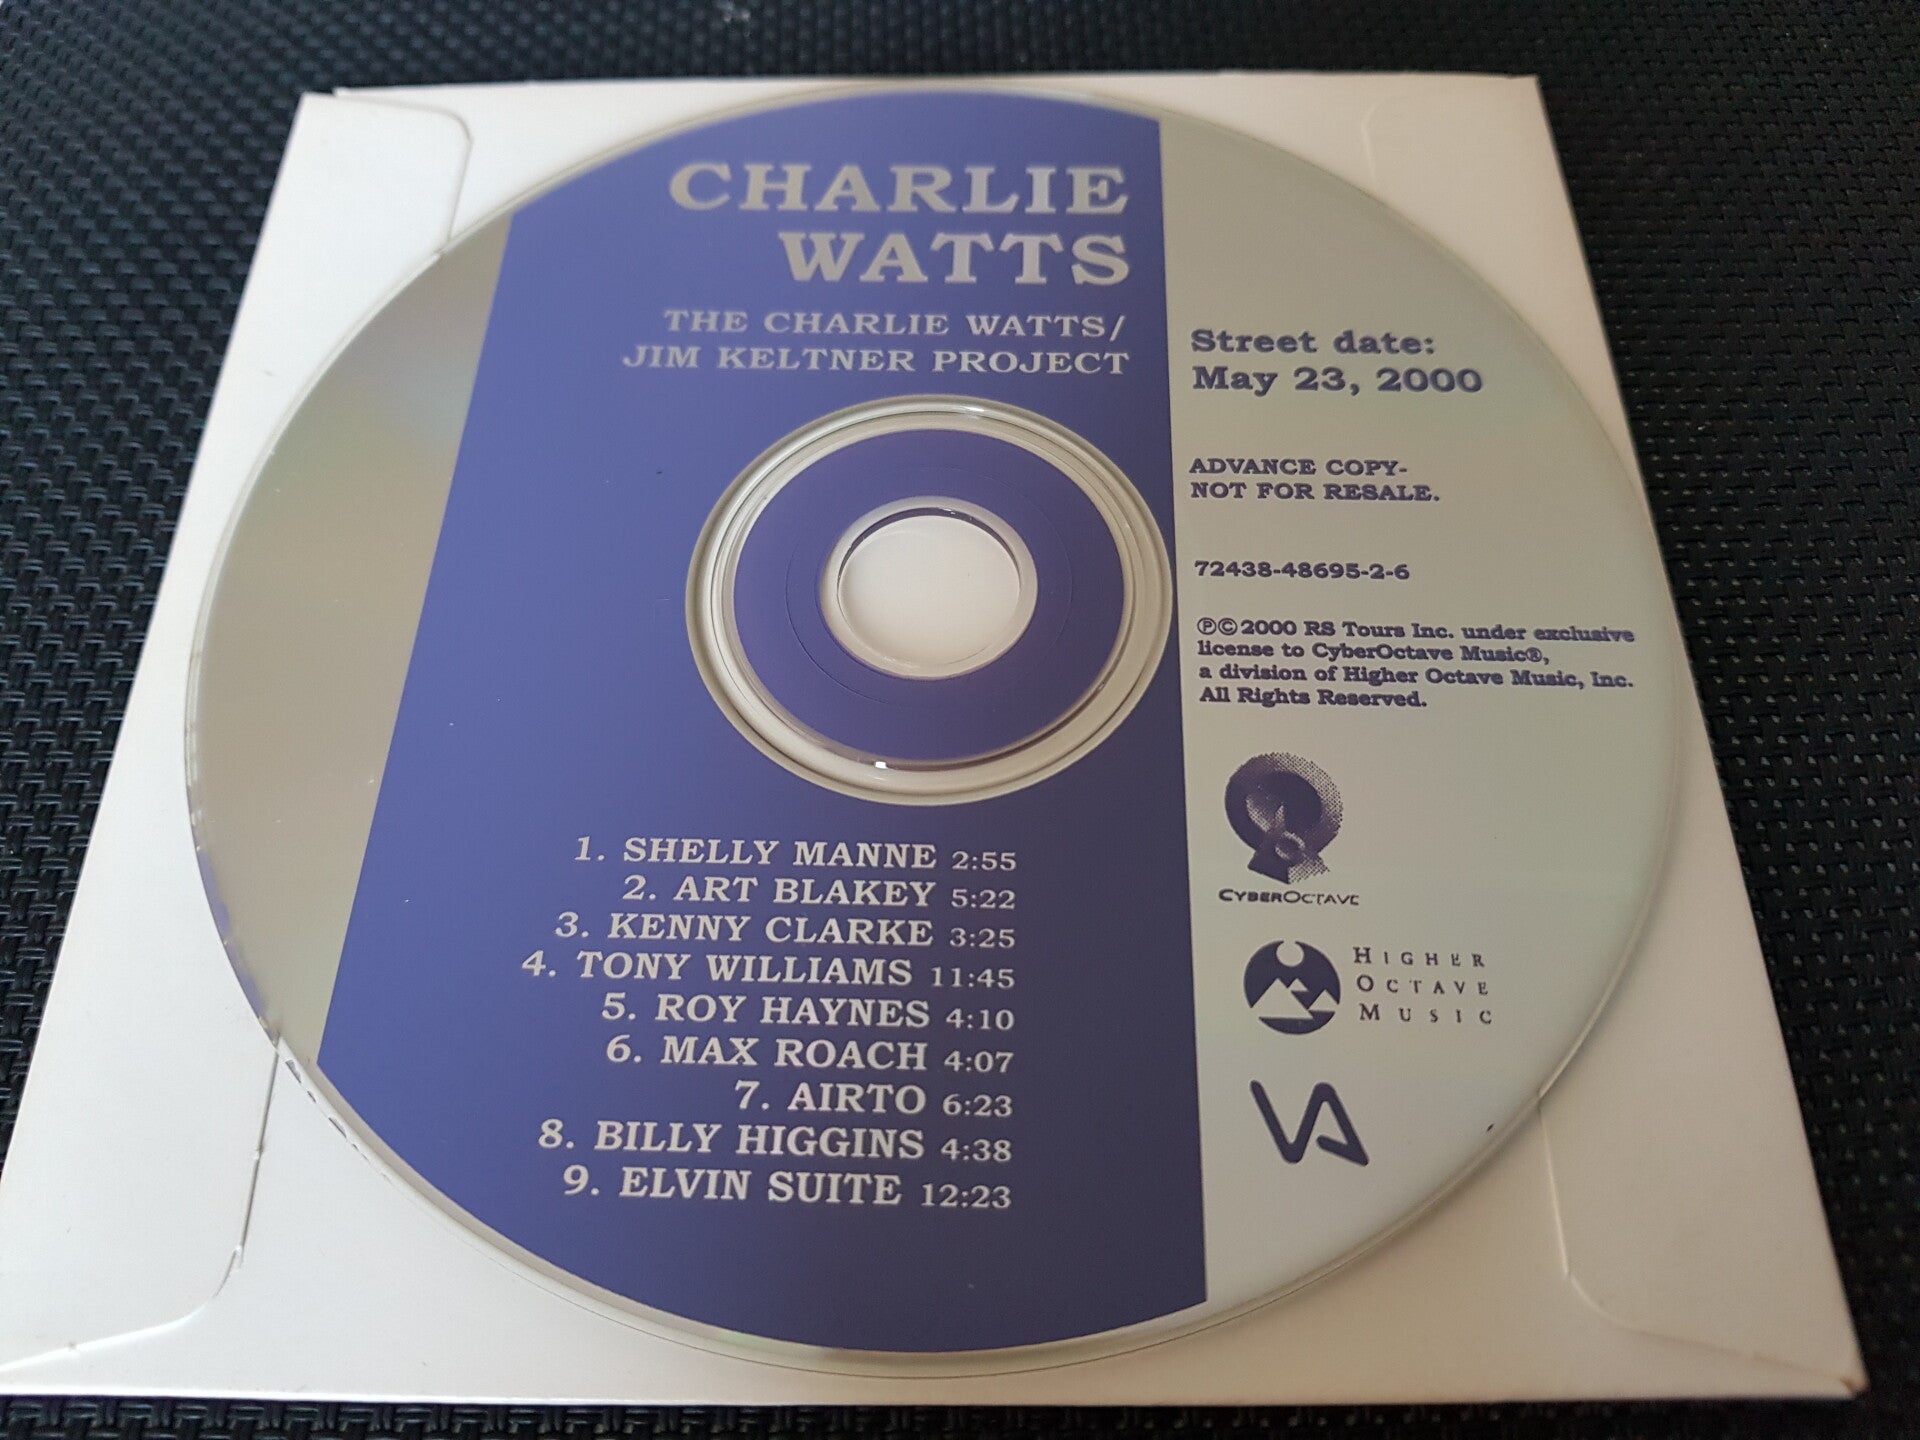 CHARLIE
WATTS
THE CHARLIE WATTS/
JIM KELTNER PROJECT
Street date:
May 23, 2000
ADVANCE COPY-
NOT FOR RESALE.
72438-48695-2-6
℗©2000 RS Tours Inc. under exclusive
license to CyberOctave Music®,
a division of Higher Octave Music, Inc.
All Rights Reserved.
1. SHELLY MANNE 2:55
2. ART BLAKEY 5:22
3. KENNY CLARKE 3:25
4. TONY WILLIAMS 11:45
5. ROY HAYNES 4:10
6. MAX ROACH 4:07
7. AIRTO 6:23
8. BILLY HIGGINS 4:38
9. ELVIN SUITE 12:23
CYBEROCTAVE
HIGHER
OCTAVE
MUSIC
VA